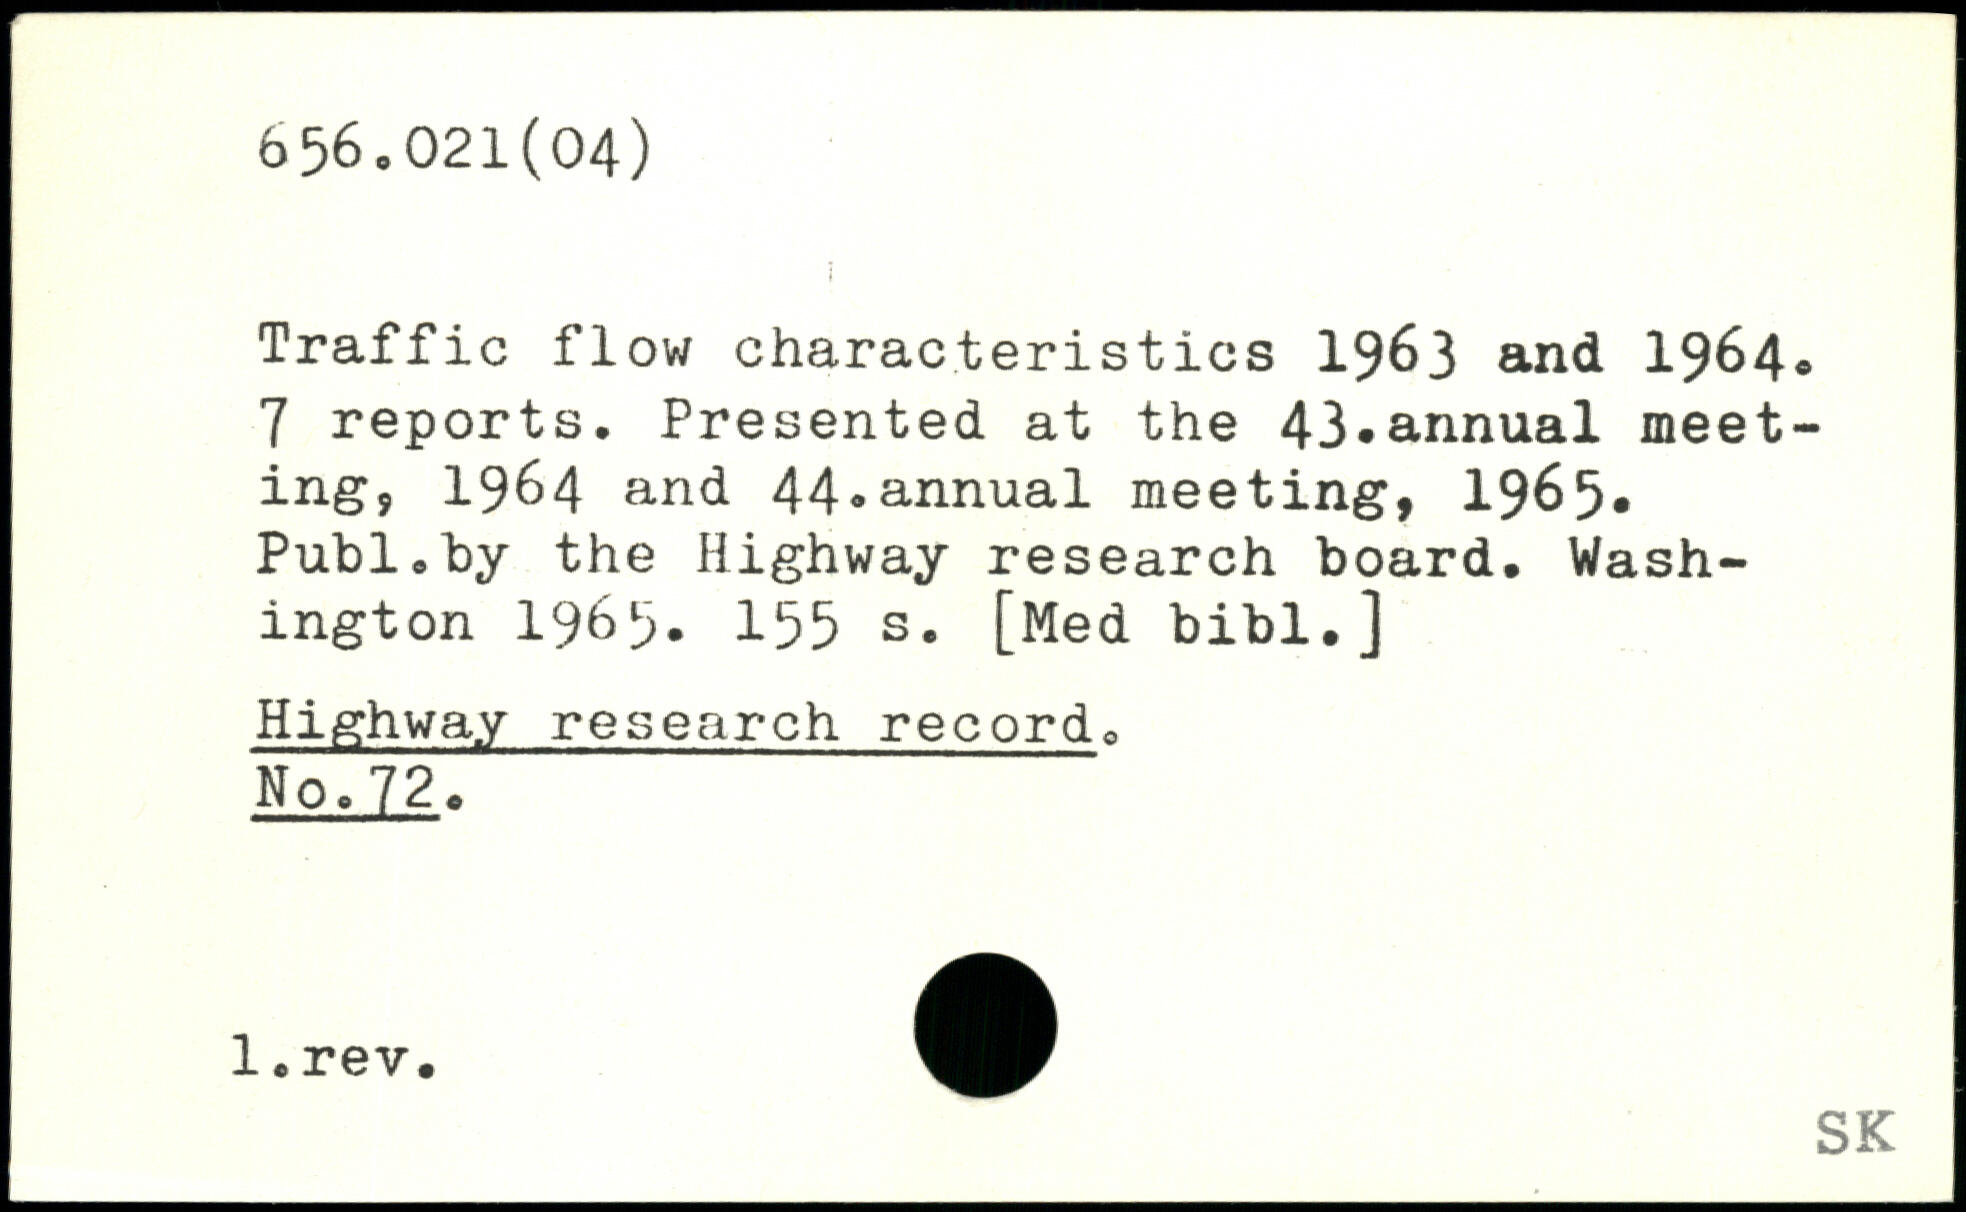 656.021(04)
Traffic flow characteristics 1963 and 1964.
7 reports. Presented at the 43.annual meet-
ing, 1964 and 44.annual meeting, 1965.
Publ.by the Highway research board. Wash-
ington 1965. 155 s. [Med bibl.]
Highway research record.
No.72.
1.rev.
SK